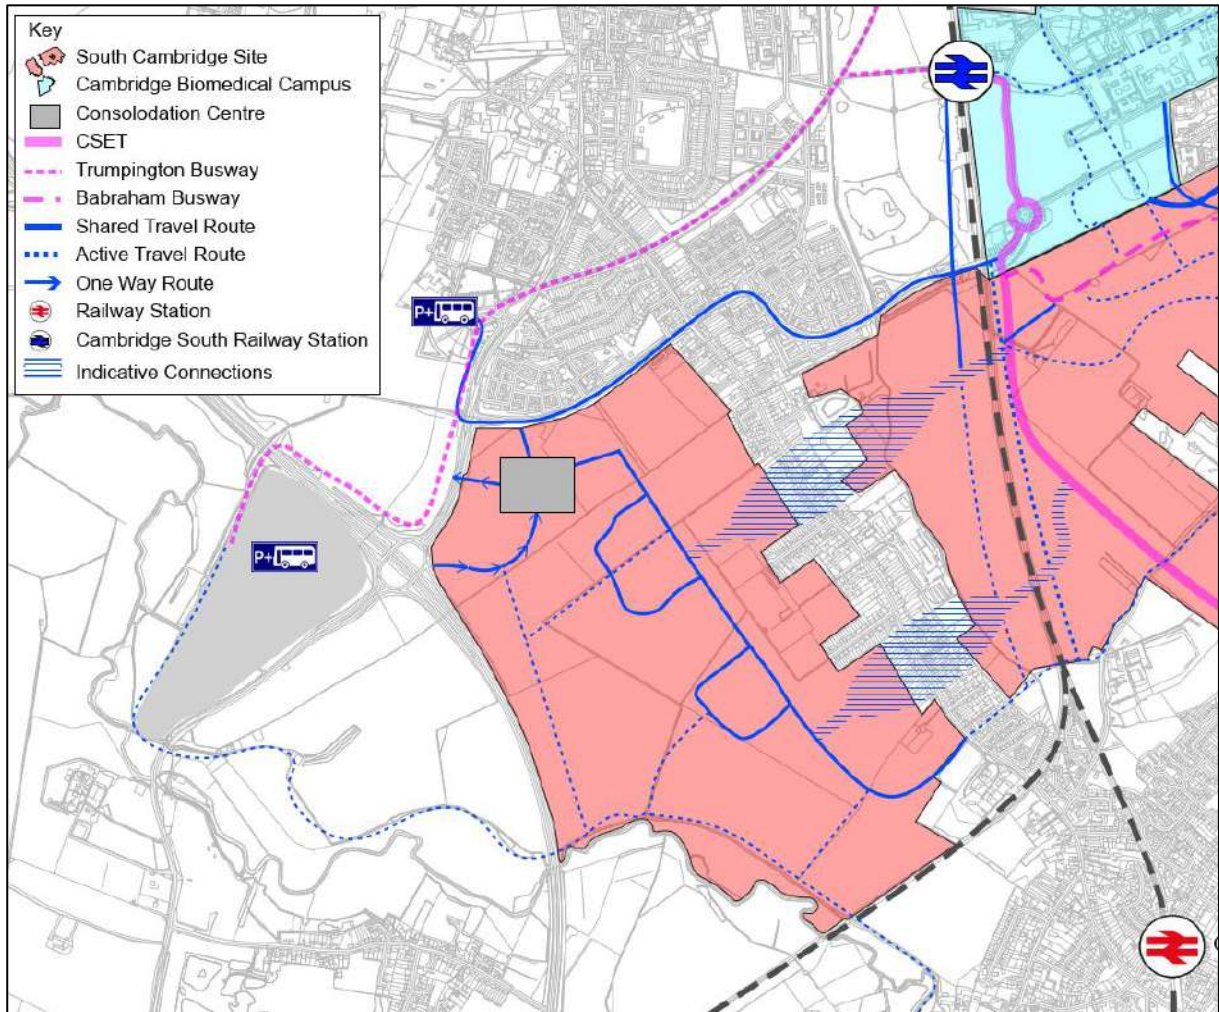 Key
South Cambridge Site
Cambridge Biomedical Campus
Consolodation Centre
CSET
Trumpington Busway
Babraham Busway
Shared Travel Route
Active Travel Route
One Way Route
Railway Station
Cambridge South Railway Station
Indicative Connections
P+
P+